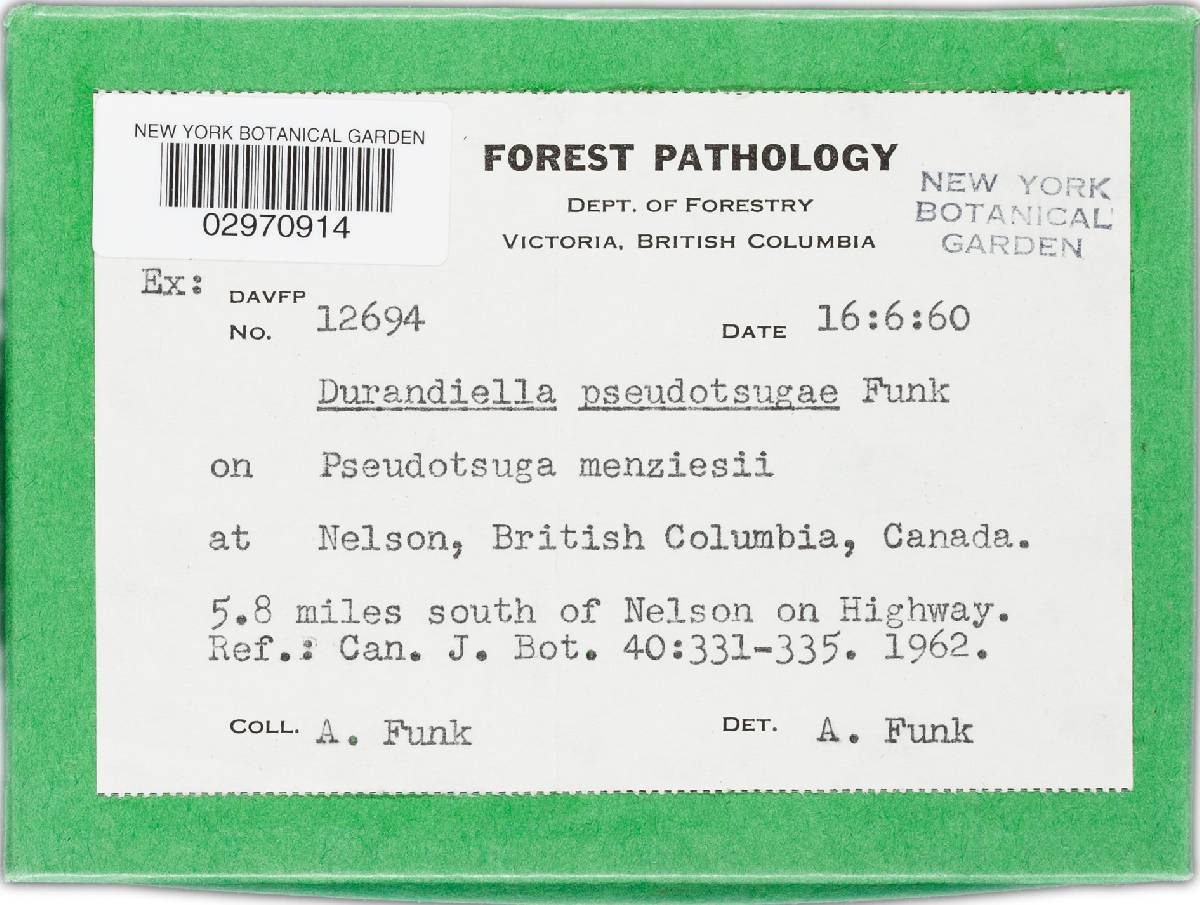 NEW YORK BOTANICAL GARDEN
02970914
FOREST PATHOLOGY
DEPT. OF FORESTRY
VICTORIA, BRITISH COLUMBIA
NEW YORK
BOTANICAL
GARDEN
Ex: DAVFP
No. 12694 DATE 16:6:60
Durandiella pseudotsugae Funk
on Pseudotsuga menziesii
at Nelson, British Columbia, Canada.
5.8 miles south of Nelson on Highway.
Ref.: Can. J. Bot. 40:331-335. 1962.
COLL. A. Funk DET. A. Funk